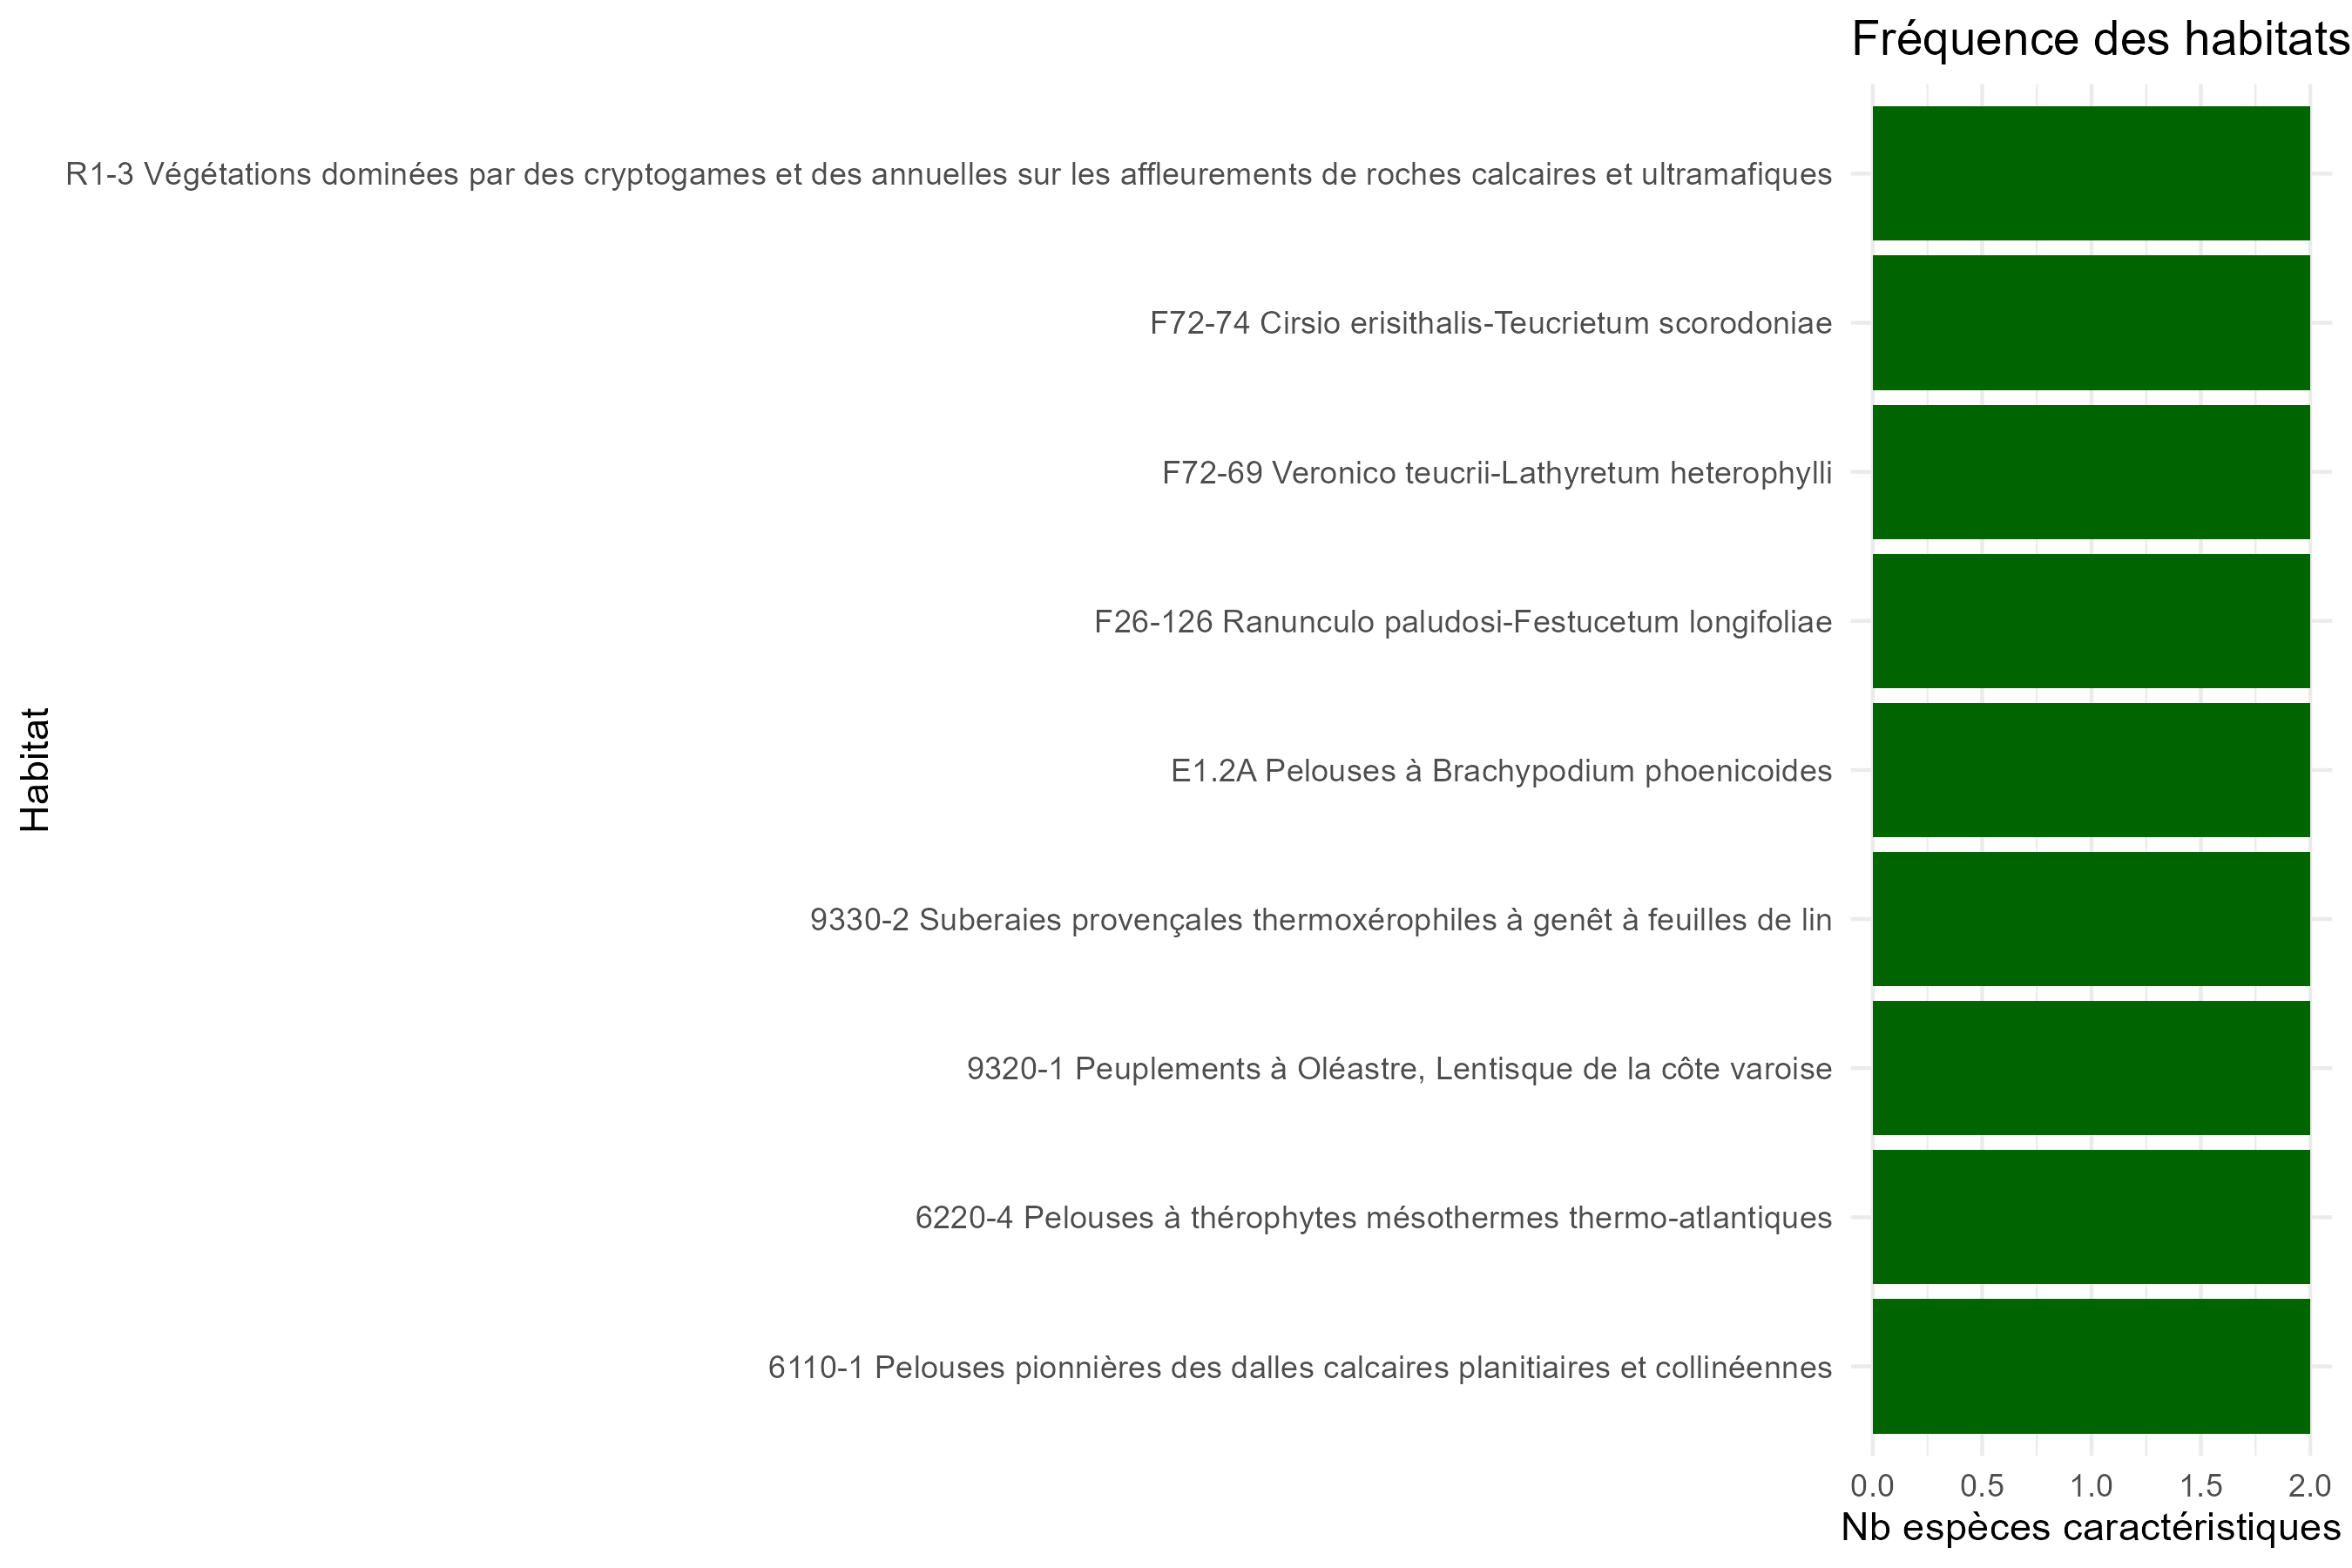 Fréquence des habitats
R1-3 Végétations dominées par des cryptogames et des annuelles sur les affleurements de roches calcaires et ultramafiques
F72-74 Cirsio erisithalis-Teucrietum scorodoniae
F72-69 Veronico teucrii-Lathyretum heterophylli
F26-126 Ranunculo paludosi-Festucetum longifoliae
Habitat
E1.2A Pelouses à Brachypodium phoenicoides
9330-2 Suberaies provençales thermoxérophiles à genêt à feuilles de lin
9320-1 Peuplements à Oléastre, Lentisque de la côte varoise
6220-4 Pelouses à thérophytes mésothermes thermo-atlantiques
6110-1 Pelouses pionnières des dalles calcaires planitiaires et collinéennes
0.0 0.5 1.0 1.5 2.0
Nb espèces caractéristiques